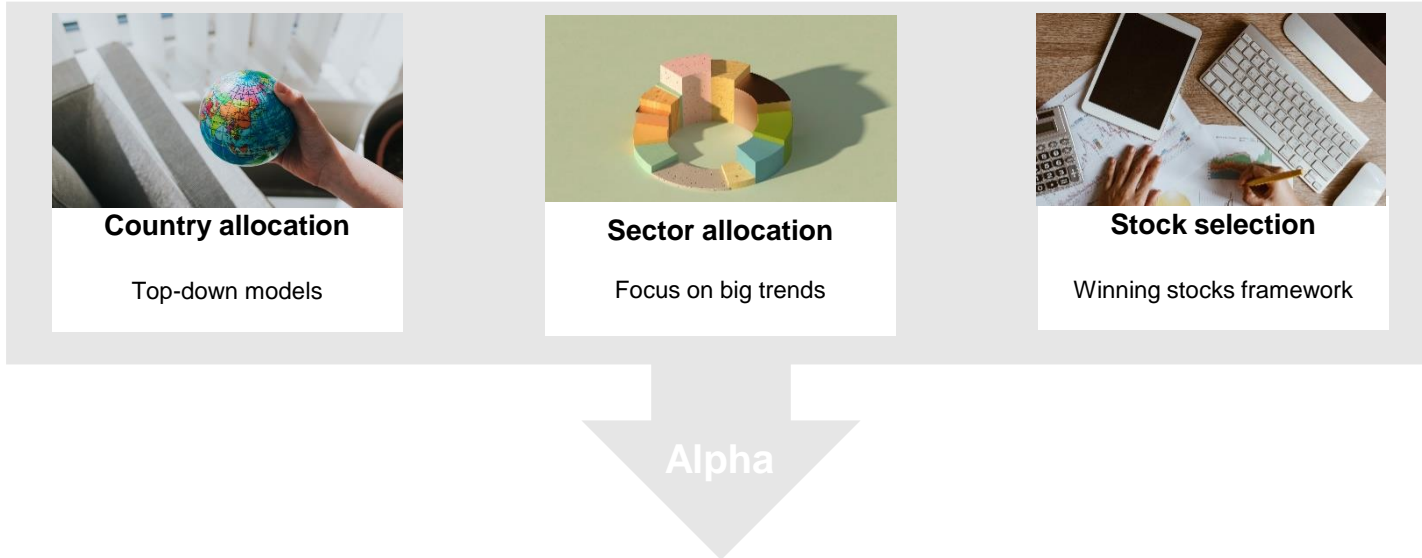 Country allocation
Top-down models
Sector allocation
Focus on big trends
Stock selection
Winning stocks framework
Alpha